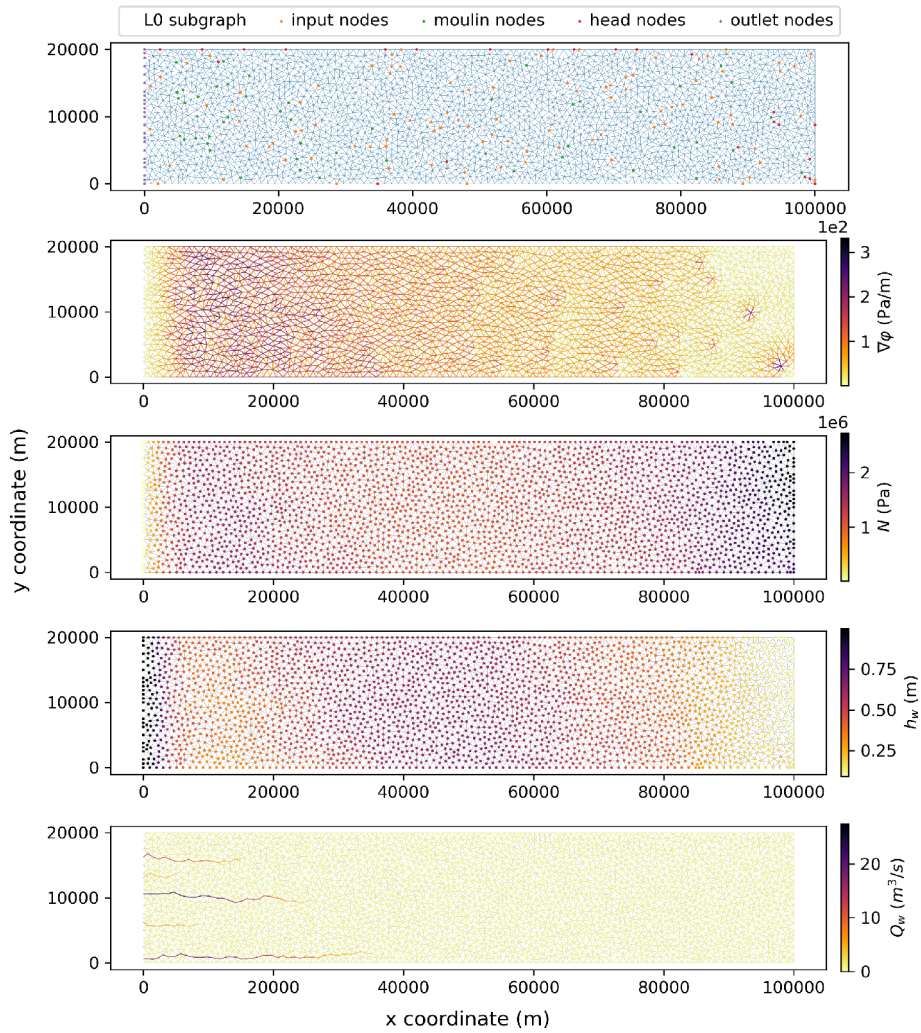 L0 subgraph input nodes moulin nodes head nodes outlet nodes
20000
10000
0
0 20000 40000 60000 80000 100000
1e2
20000
10000
0
3
2
1
∇φ (Pa/m)
0 20000 40000 60000 80000 100000
1e6
20000
10000
0
2
1
N (Pa)
0 20000 40000 60000 80000 100000
y coordinate (m)
20000
10000
0
0.75
0.50
0.25
h_w (m)
0 20000 40000 60000 80000 100000
20000
10000
0
20
10
0
Q_w (m³/s)
0 20000 40000 60000 80000 100000
x coordinate (m)